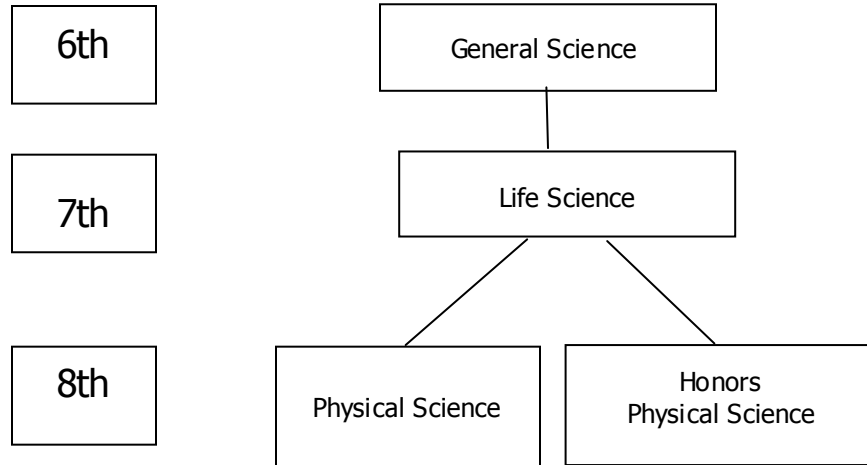 6th
General Science
7th
Life Science
8th
Physical Science
Honors
Physical Science